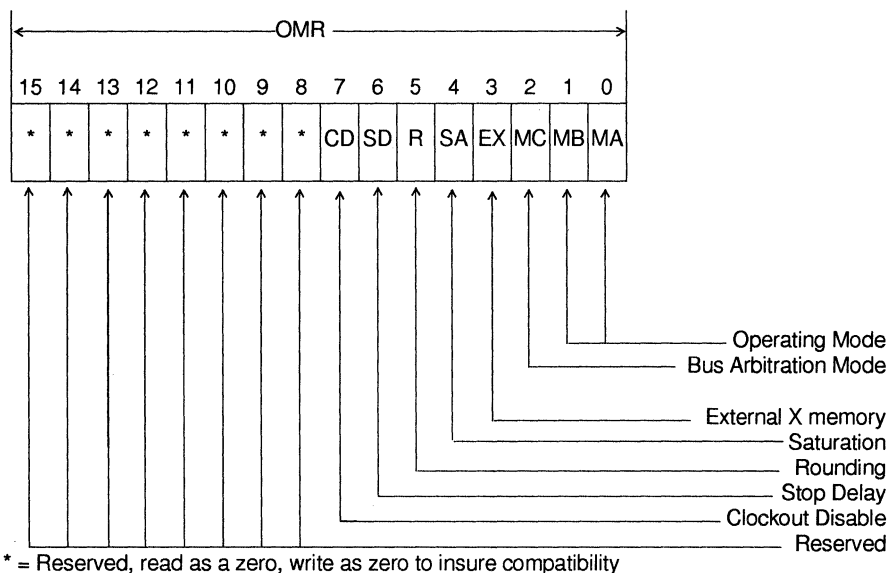 OMR
15 14 13 12 11 10 9 8 7 6 5 4 3 2 1 0
* * * * * * * * CD SD R SA EX MC MB MA
Operating Mode
Bus Arbitration Mode
External X memory
Saturation
Rounding
Stop Delay
Clockout Disable
Reserved
* = Reserved, read as a zero, write as zero to insure compatibility